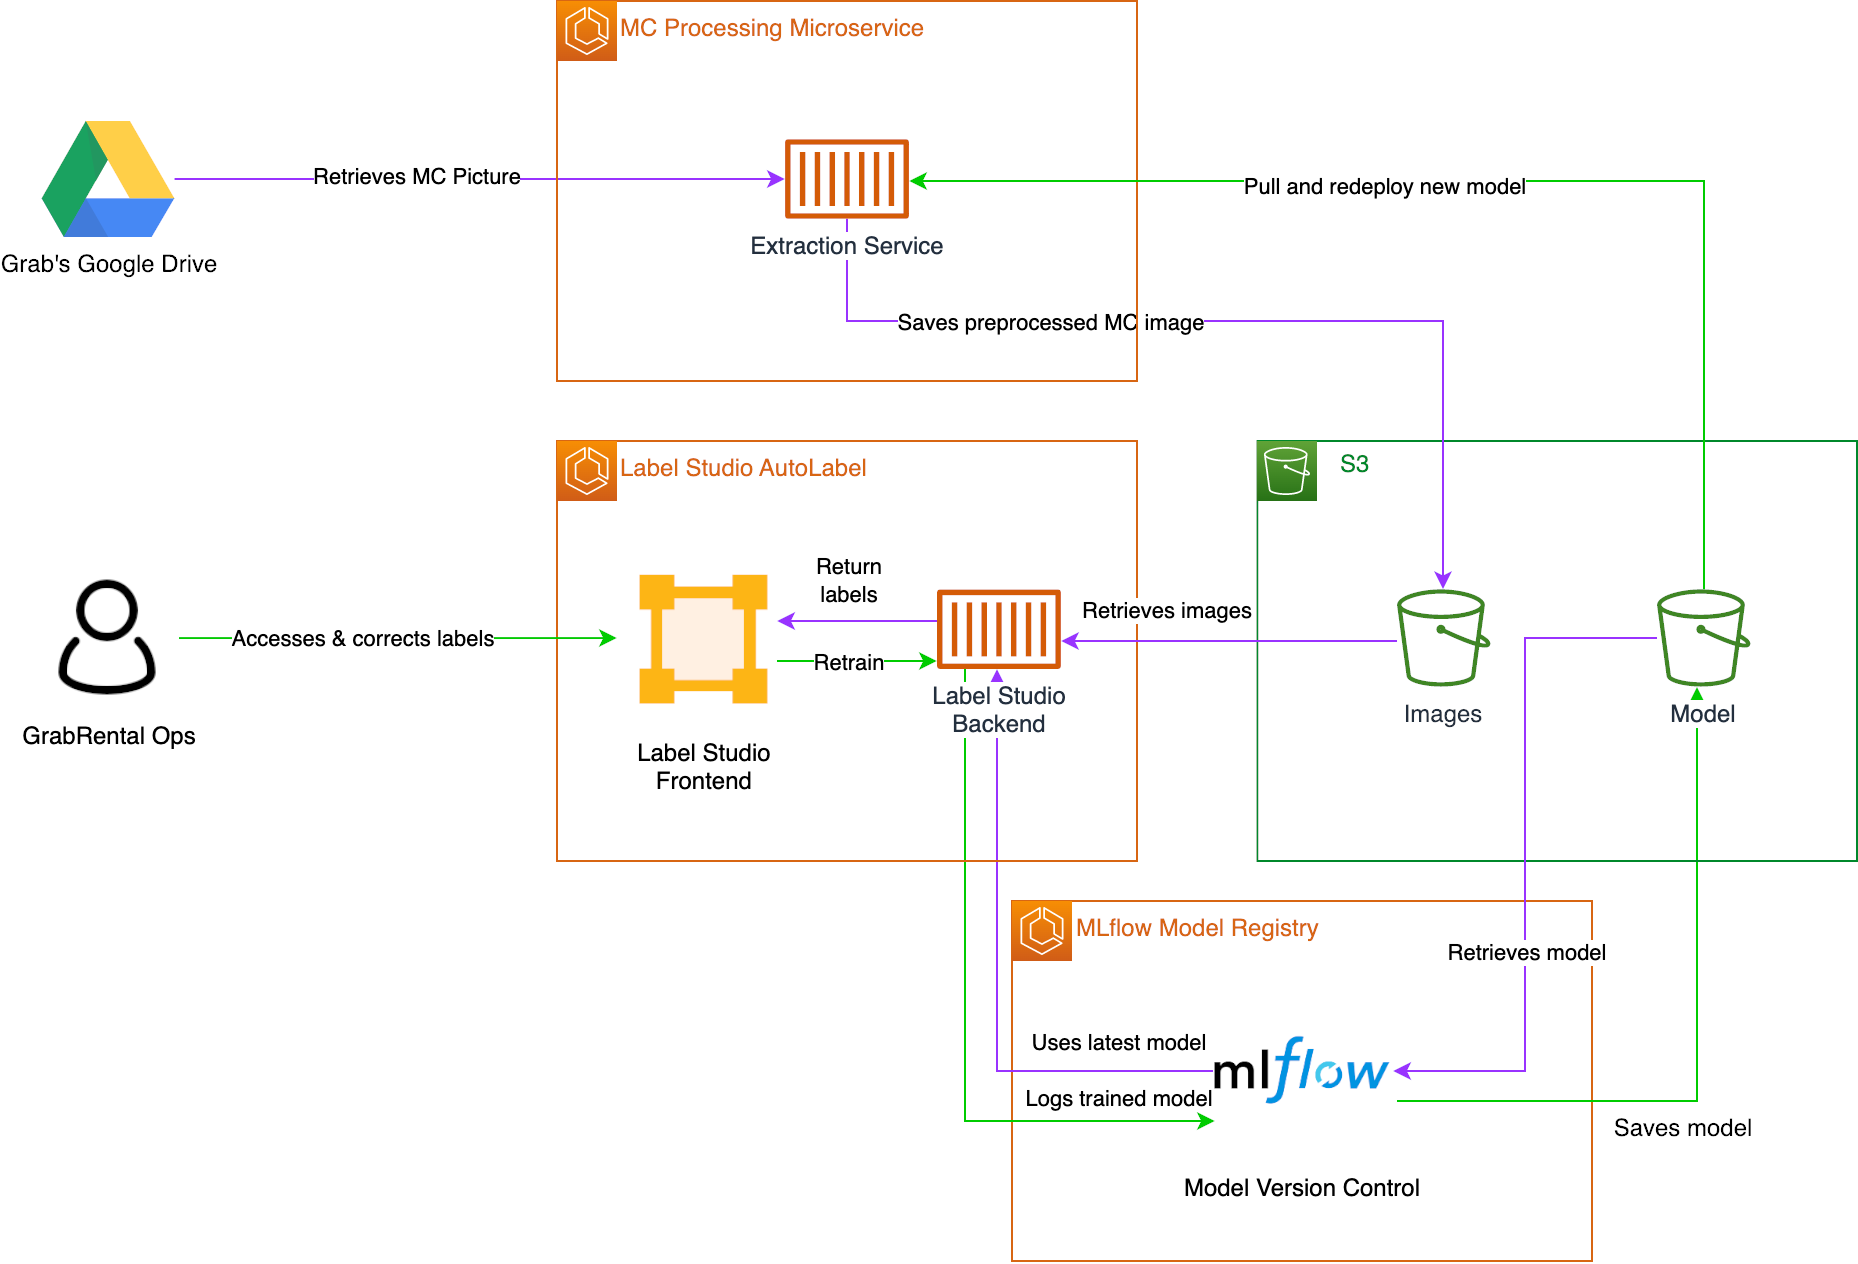 MC Processing Microservice
Retrieves MC Picture
Pull and redeploy new model
Extraction Service
Grab's Google Drive
Saves preprocessed MC image
Label Studio AutoLabel
S3
Return
labels
Retrieves images
Accesses & corrects labels
Retrain
Label Studio
Backend
Images
Model
GrabRental Ops
Label Studio
Frontend
MLflow Model Registry
Retrieves model
Uses latest model
mlflow
Logs trained model
Saves model
Model Version Control